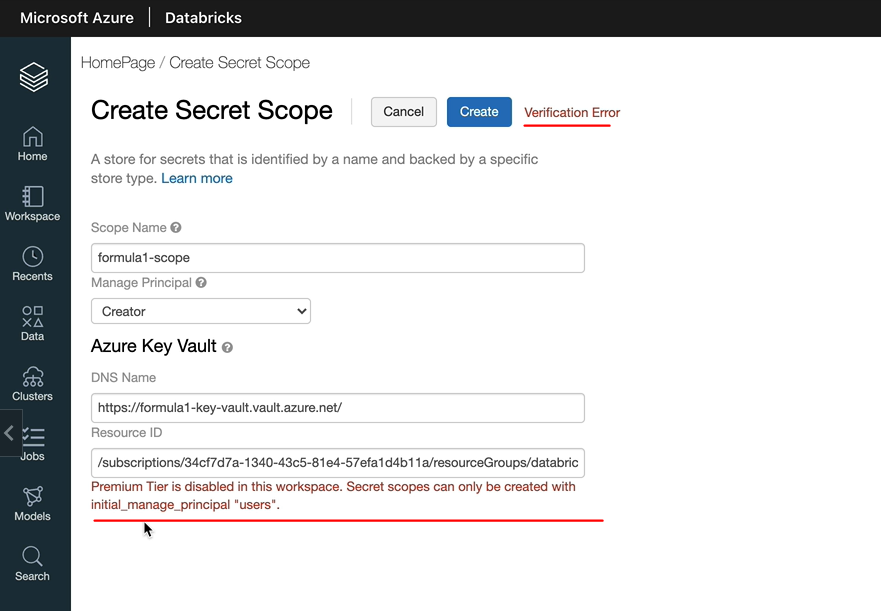 Microsoft Azure | Databricks
HomePage / Create Secret Scope
Create Secret Scope
Cancel
Create
Verification Error
A store for secrets that is identified by a name and backed by a specific
store type. Learn more
Scope Name
formula1-scope
Manage Principal
Creator
Azure Key Vault
DNS Name
https://formula1-key-vault.vault.azure.net/
Resource ID
/subscriptions/34cf7d7a-1340-43c5-81e4-57efa1d4b11a/resourceGroups/databric
Premium Tier is disabled in this workspace. Secret scopes can only be created with
initial_manage_principal "users".
Home
Workspace
Recents
Data
Clusters
Jobs
Models
Search